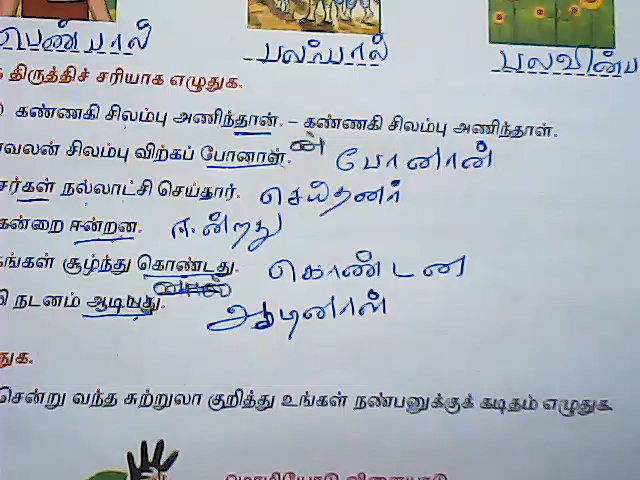 பெண்பால் பலர்பால் பலவின்ப
திருத்திச் சரியாக எழுதுக.
கண்ணகி சிலம்பு அணிந்தான். – கண்ணகி சிலம்பு அணிந்தாள்.
வலன் சிலம்பு விற்கப் போனாள். ன் போனான்
சர்கள் நல்லாட்சி செய்தார். செய்தனர்
கன்றை ஈன்றன. ஈன்றது
ங்கள் சூழ்ந்து கொண்டது. கொண்டன
நடனம் ஆடியது. ஆடினாள்
துக.
சென்று வந்த சுற்றுலா குறித்து உங்கள் நண்பனுக்குக் கடிதம் எழுதுக
மொழியோடு விளையாடு